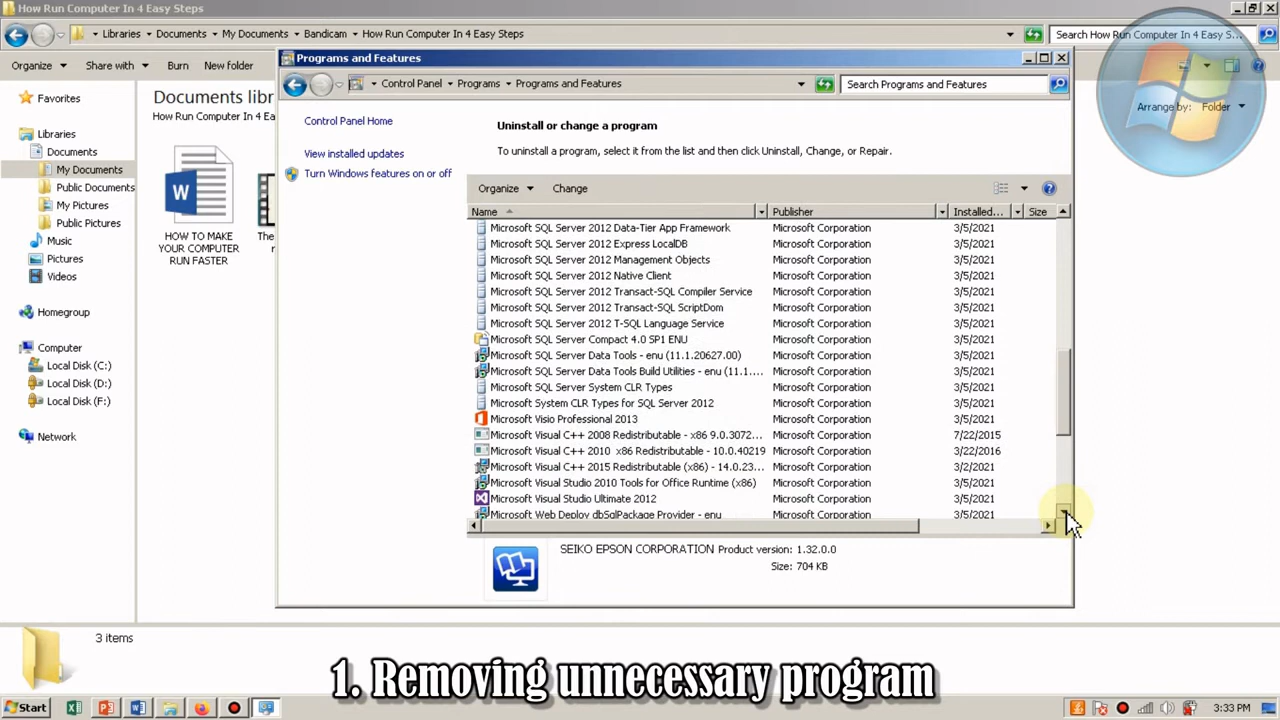 How Run Computer In 4 Easy Steps
Libraries Documents My Documents Bandicam How Run Computer In 4 Easy Steps
Search How Run Computer In 4 Easy S...
Organize Share with Burn New folder
Arrange by: Folder
Favorites
Libraries
Documents
My Documents
Public Documents
My Pictures
Public Pictures
Music
Pictures
Videos
Homegroup
Computer
Local Disk (C:)
Local Disk (D:)
Local Disk (F:)
Network
Documents libr
How Run Computer In 4 Ea
HOW TO MAKE
YOUR COMPUTER
RUN FASTER
The
Programs and Features
Control Panel Programs Programs and Features
Search Programs and Features
Control Panel Home
View installed updates
Turn Windows features on or off
Uninstall or change a program
To uninstall a program, select it from the list and then click Uninstall, Change, or Repair.
Organize Change
Name Publisher Installed... Size
Microsoft SQL Server 2012 Data-Tier App Framework Microsoft Corporation 3/5/2021
Microsoft SQL Server 2012 Express LocalDB Microsoft Corporation 3/5/2021
Microsoft SQL Server 2012 Management Objects Microsoft Corporation 3/5/2021
Microsoft SQL Server 2012 Native Client Microsoft Corporation 3/5/2021
Microsoft SQL Server 2012 Transact-SQL Compiler Service Microsoft Corporation 3/5/2021
Microsoft SQL Server 2012 Transact-SQL ScriptDom Microsoft Corporation 3/5/2021
Microsoft SQL Server 2012 T-SQL Language Service Microsoft Corporation 3/5/2021
Microsoft SQL Server Compact 4.0 SP1 ENU Microsoft Corporation 3/5/2021
Microsoft SQL Server Data Tools - enu (11.1.20627.00) Microsoft Corporation 3/5/2021
Microsoft SQL Server Data Tools Build Utilities - enu (11.1.... Microsoft Corporation 3/5/2021
Microsoft SQL Server System CLR Types Microsoft Corporation 3/5/2021
Microsoft System CLR Types for SQL Server 2012 Microsoft Corporation 3/5/2021
Microsoft Visio Professional 2013 Microsoft Corporation 3/5/2021
Microsoft Visual C++ 2008 Redistributable - x86 9.0.3072... Microsoft Corporation 7/22/2015
Microsoft Visual C++ 2010 x86 Redistributable - 10.0.40219 Microsoft Corporation 3/22/2016
Microsoft Visual C++ 2015 Redistributable (x86) - 14.0.23... Microsoft Corporation 3/2/2021
Microsoft Visual Studio 2010 Tools for Office Runtime (x86) Microsoft Corporation 3/5/2021
Microsoft Visual Studio Ultimate 2012 Microsoft Corporation 3/5/2021
Microsoft Web Deploy dbSqlPackage Provider - enu Microsoft Corporation 3/5/2021
SEIKO EPSON CORPORATION Product version: 1.32.0.0
Size: 704 KB
3 items
1. Removing unnecessary program
Start
3:33 PM